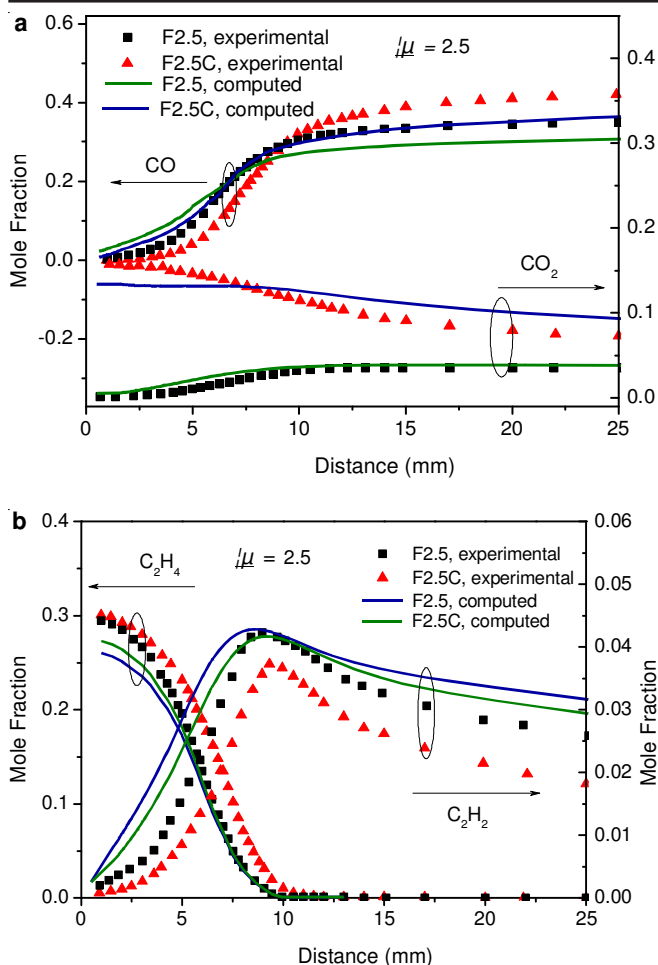 a
0.6
0.4
0.2
0.0
-0.2
Mole Fraction
F2.5, experimental
F2.5C, experimental
F2.5, computed
F2.5C, computed
¦µ = 2.5
CO
CO2
0.4
0.3
0.2
0.1
0.0
Mole Fraction
0 5 10 15 20 25
Distance (mm)
b
0.4
0.3
0.2
0.1
0.0
Mole Fraction
C2H4
¦µ = 2.5
F2.5, experimental
F2.5C, experimental
F2.5, computed
F2.5C, computed
C2H2
0.06
0.05
0.04
0.03
0.02
0.01
0.00
Mole Fraction
0 5 10 15 20 25
Distance (mm)